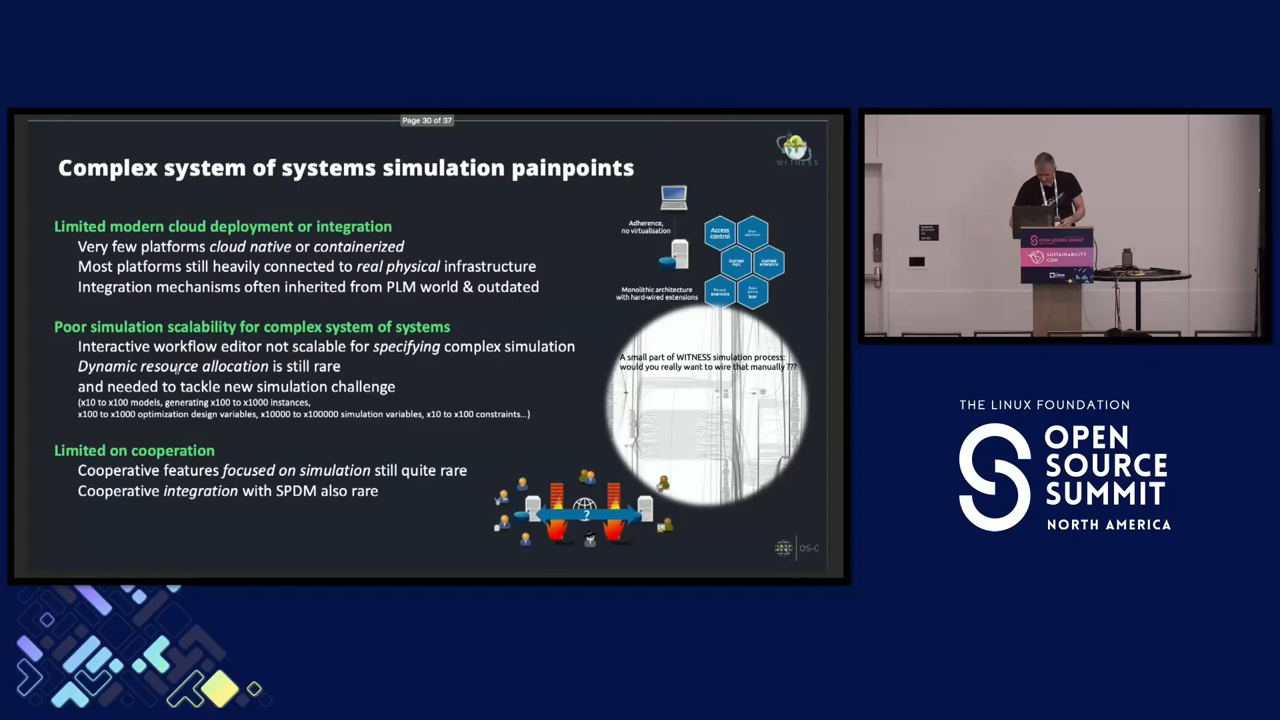 Page 30 of 37
Complex system of systems simulation painpoints
WITNESS
Limited modern cloud deployment or integration
Very few platforms cloud native or containerized
Most platforms still heavily connected to real physical infrastructure
Integration mechanisms often inherited from PLM world & outdated
Poor simulation scalability for complex system of systems
Interactive workflow editor not scalable for specifying complex simulation
Dynamic resource allocation is still rare
and needed to tackle new simulation challenge
(x10 to x100 models, generating x100 to x1000 instances,
x100 to x1000 optimization design variables, x10000 to x100000 simulation variables, x10 to x100 constraints...)
Limited on cooperation
Cooperative features focused on simulation still quite rare
Cooperative integration with SPDM also rare
Adherence,
no virtualisation
Access
control
Monolithic architecture
with hard-wired extensions
A small part of WITNESS simulation process:
would you really want to wire that manually ???
?
OS-C
OPEN SOURCE SUMMIT
SUSTAINABILITY
CON
THE LINUX FOUNDATION
OPEN
SOURCE
SUMMIT
NORTH AMERICA